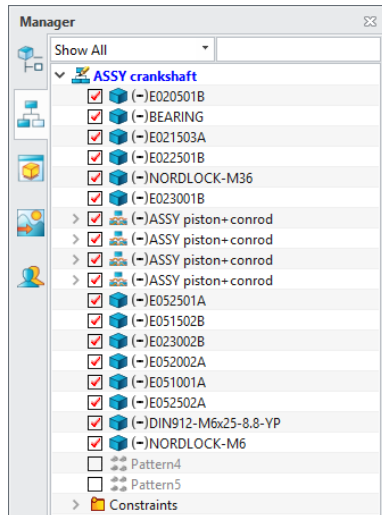 Manager
Show All
ASSY crankshaft
(-)E020501B
(-)BEARING
(-)E021503A
(-)E022501B
(-)NORDLOCK-M36
(-)E023001B
(-)ASSY piston+conrod
(-)ASSY piston+conrod
(-)ASSY piston+conrod
(-)ASSY piston+conrod
(-)E052501A
(-)E051502B
(-)E023002B
(-)E052002A
(-)E051001A
(-)E052502A
(-)DIN912-M6x25-8.8-YP
(-)NORDLOCK-M6
Pattern4
Pattern5
Constraints